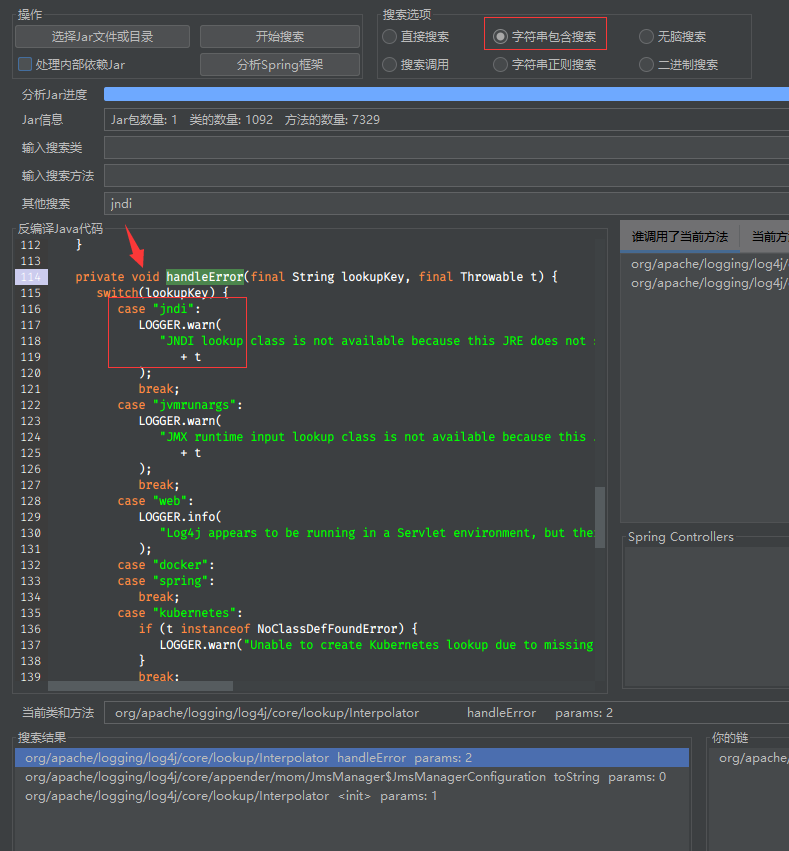 操作
选择Jar文件或目录
开始搜索
处理内部依赖Jar
分析Spring框架
搜索选项
直接搜索
字符串包含搜索
无脑搜索
搜索调用
字符串正则搜索
二进制搜索
分析Jar进度
Jar信息
Jar包数量: 1 类的数量: 1092 方法的数量: 7329
输入搜索类
输入搜索方法
其他搜索
jndi
反编译Java代码
112 }
113
114 private void handleError(final String lookupKey, final Throwable t) {
115 switch(lookupKey) {
116 case "jndi":
117 LOGGER.warn(
118 "JNDI lookup class is not available because this JRE does not
119 + t
120 );
121 break;
122 case "jvmrunargs":
123 LOGGER.warn(
124 "JMX runtime input lookup class is not available because this
125 + t
126 );
127 break;
128 case "web":
129 LOGGER.info(
130 "Log4j appears to be running in a Servlet environment, but the
131 );
132 case "docker":
133 case "spring":
134 break;
135 case "kubernetes":
136 if (t instanceof NoClassDefFoundError) {
137 LOGGER.warn("Unable to create Kubernetes lookup due to missing
138 }
139 break:
谁调用了当前方法
当前方
org/apache/logging/log4j/
org/apache/logging/log4j/
Spring Controllers
当前类和方法
org/apache/logging/log4j/core/lookup/Interpolator handleError params: 2
搜索结果
org/apache/logging/log4j/core/lookup/Interpolator handleError params: 2
org/apache/logging/log4j/core/appender/mom/JmsManager$JmsManagerConfiguration toString params: 0
org/apache/logging/log4j/core/lookup/Interpolator <init> params: 1
你的链
org/apache/